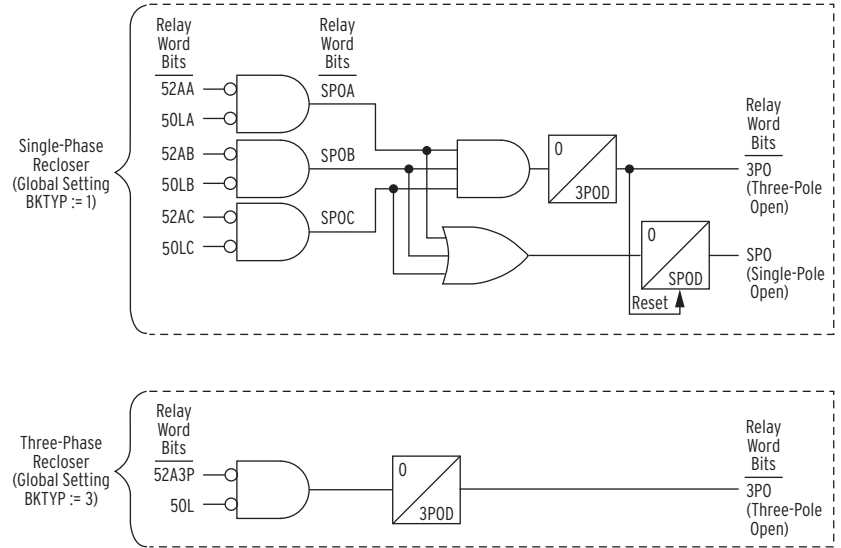 Relay
Word
Bits
52AA
50LA
52AB
50LB
52AC
50LC
Relay
Word
Bits
SPOA
SPOB
SPOC
Single-Phase
Recloser
(Global Setting
BKTYP := 1)
0
3POD
0
SPOD
Reset
Relay
Word
Bits
3PO
(Three-Pole
Open)
SPO
(Single-Pole
Open)
Three-Phase
Recloser
(Global Setting
BKTYP := 3)
Relay
Word
Bits
52A3P
50L
0
3POD
Relay
Word
Bits
3PO
(Three-Pole
Open)